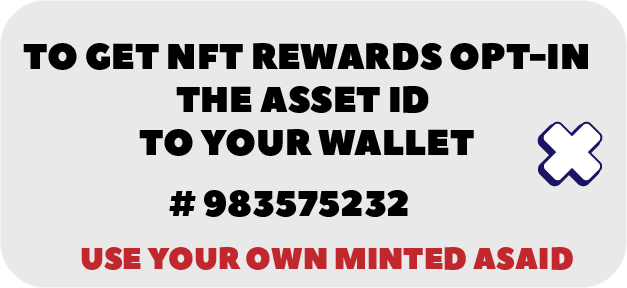 TO GET NFT REWARDS OPT-IN
THE ASSET ID
TO YOUR WALLET
# 983575232
USE YOUR OWN MINTED ASAID